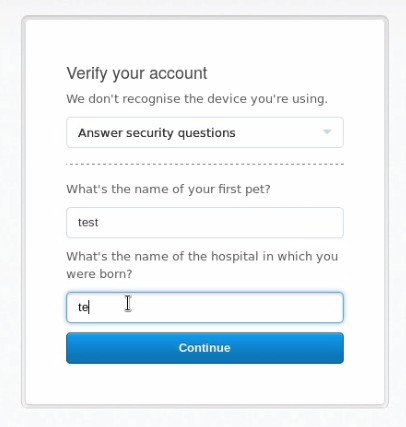 Verify your account
We don't recognise the device you're using.
Answer security questions
What's the name of your first pet?
test
What's the name of the hospital in which you
were born?
te
Continue